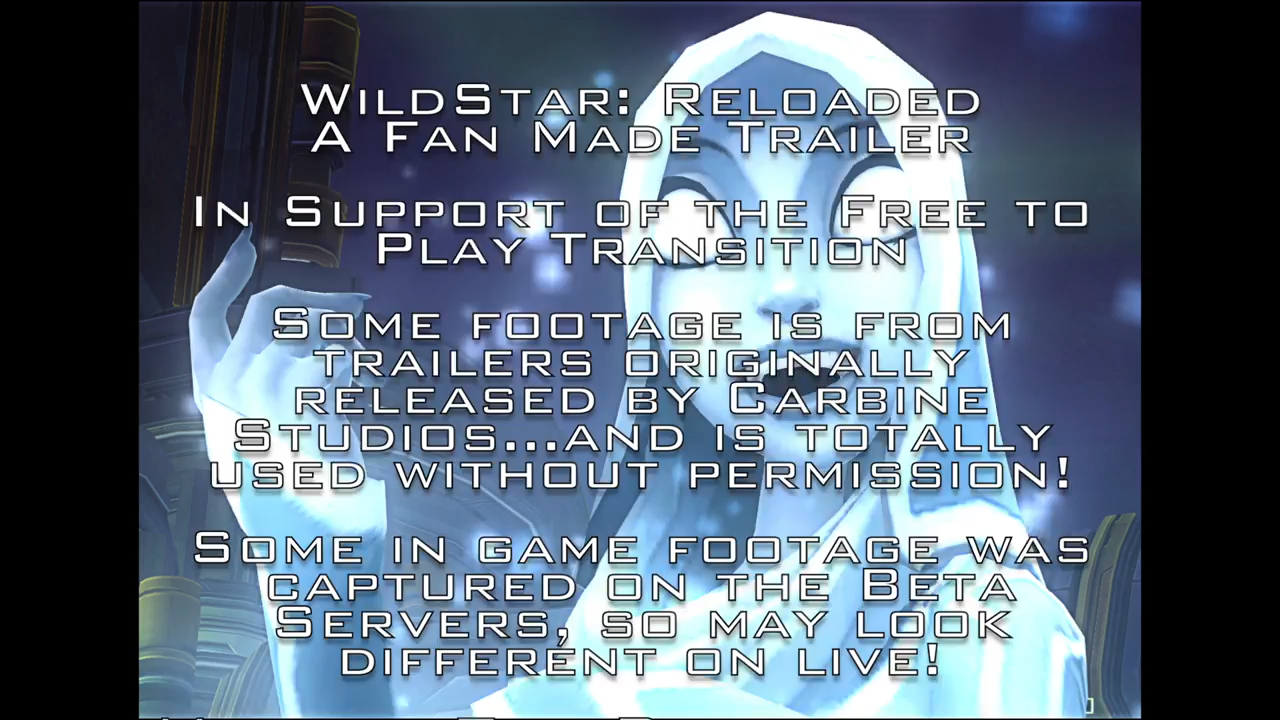 WildStar: Reloaded
A Fan Made Trailer
In Support of the Free to
Play Transition
Some footage is from
trailers originally
released by Carbine
Studios...and is totally
used without permission!
Some in game footage was
captured on the Beta
Servers, so may look
different on live!